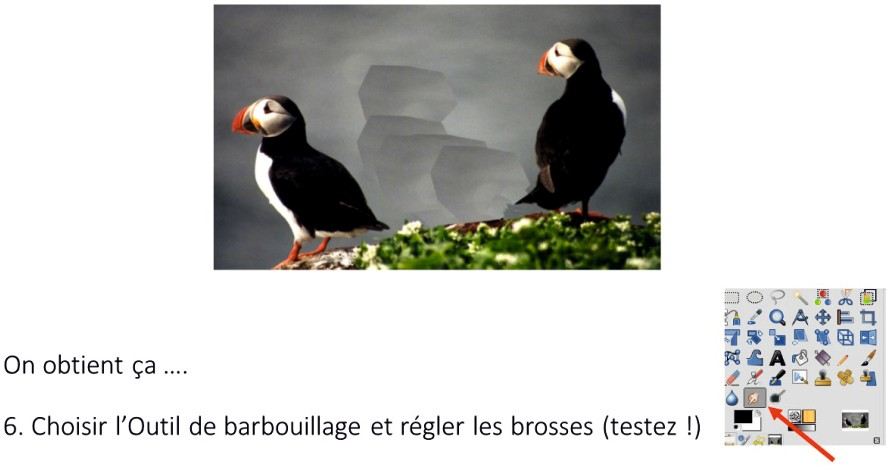 On obtient ça ....
6. Choisir l’Outil de barbouillage et régler les brosses (testez !)